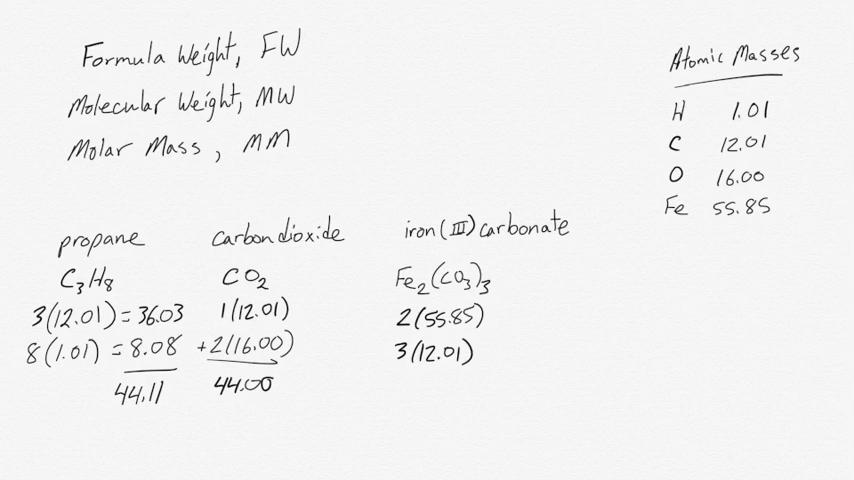 Formula Weight, FW
Molecular Weight, MW
Molar Mass, MM
Atomic Masses
H 1.01
C 12.01
O 16.00
Fe 55.85
propane
C₃H₈
3(12.01) = 36.03
8(1.01) = 8.08
44.11
carbon dioxide
CO₂
1(12.01)
+2(16.00)
44.00
iron(III) carbonate
Fe₂(CO₃)₃
2(55.85)
3(12.01)